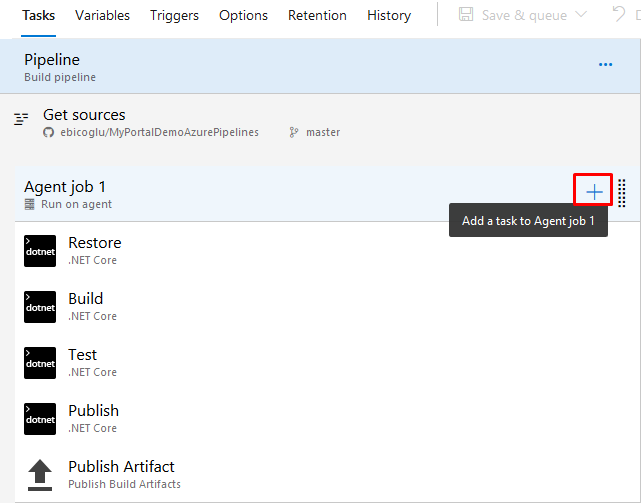 Tasks Variables Triggers Options Retention History Save & queue
Pipeline
Build pipeline
Get sources
ebicoglu/MyPortalDemoAzurePipelines master
Agent job 1
Run on agent
Add a task to Agent job 1
Restore
.NET Core
dotnet
Build
.NET Core
dotnet
Test
.NET Core
dotnet
Publish
.NET Core
dotnet
Publish Artifact
Publish Build Artifacts